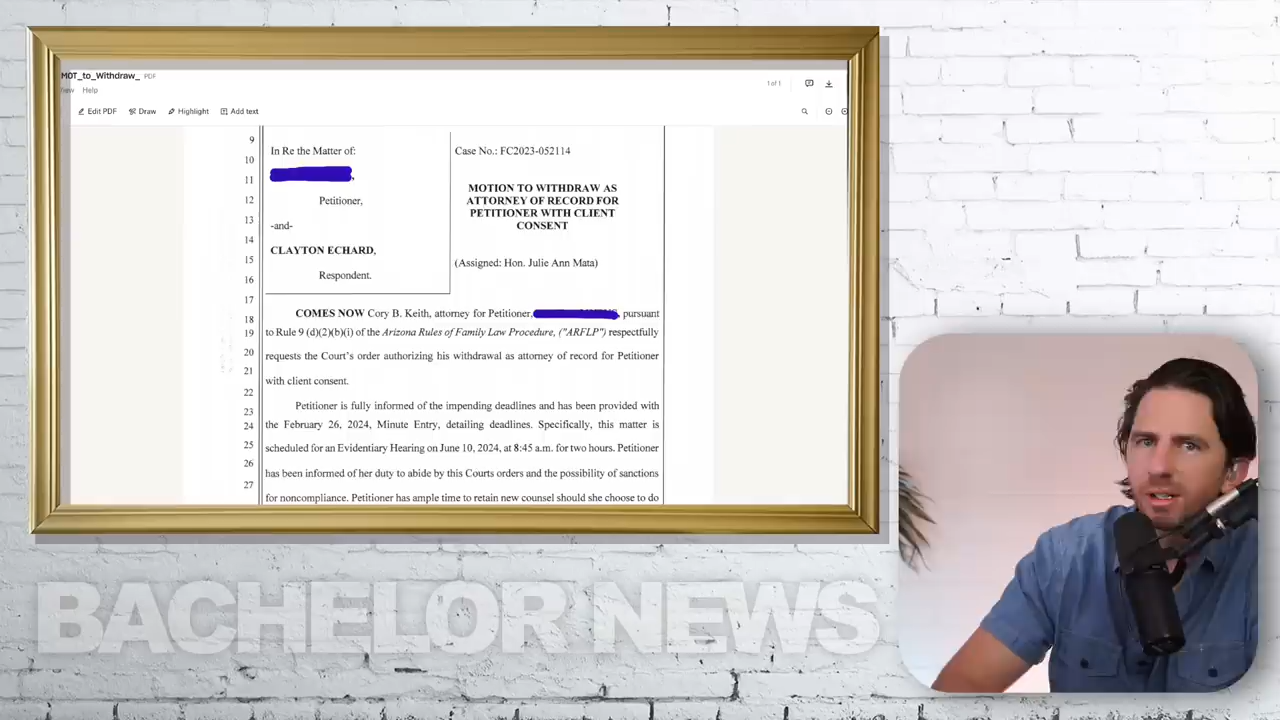 MOT_to_Withdraw_ PDF
View Help
1 of 1
Edit PDF Draw Highlight Add text
9
In Re the Matter of:
10
11
12
Petitioner,
13
-and-
14
CLAYTON ECHARD,
15
Respondent.
16
Case No.: FC2023-052114
MOTION TO WITHDRAW AS
ATTORNEY OF RECORD FOR
PETITIONER WITH CLIENT
CONSENT
(Assigned: Hon. Julie Ann Mata)
17
18 COMES NOW Cory B. Keith, attorney for Petitioner, pursuant
19 to Rule 9 (d)(2)(b)(i) of the Arizona Rules of Family Law Procedure, ("ARFLP") respectfully
20 requests the Court's order authorizing his withdrawal as attorney of record for Petitioner
21 with client consent.
22
23 Petitioner is fully informed of the impending deadlines and has been provided with
24 the February 26, 2024, Minute Entry, detailing deadlines. Specifically, this matter is
25 scheduled for an Evidentiary Hearing on June 10, 2024, at 8:45 a.m. for two hours. Petitioner
26 has been informed of her duty to abide by this Courts orders and the possibility of sanctions
27 for noncompliance. Petitioner has ample time to retain new counsel should she choose to do
BACHELOR NEWS